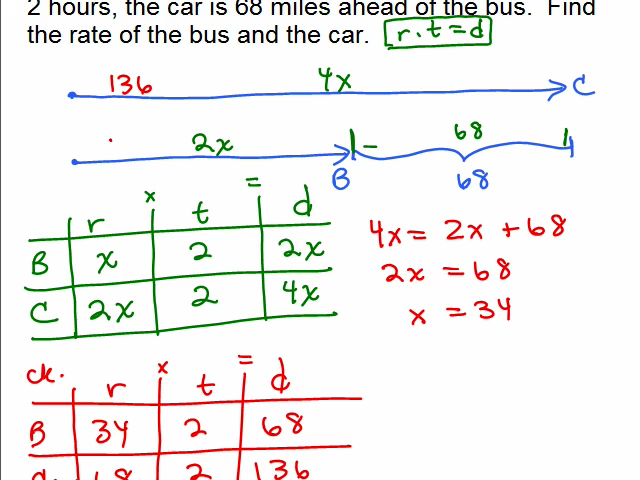 2 hours, the car is 68 miles ahead of the bus. Find
the rate of the bus and the car. r·t=d
136 4x C
2x 68
B 68
r x t = d
B x 2 2x
C 2x 2 4x
4x = 2x + 68
2x = 68
x = 34
ck. r x t = d
B 34 2 68
2 136